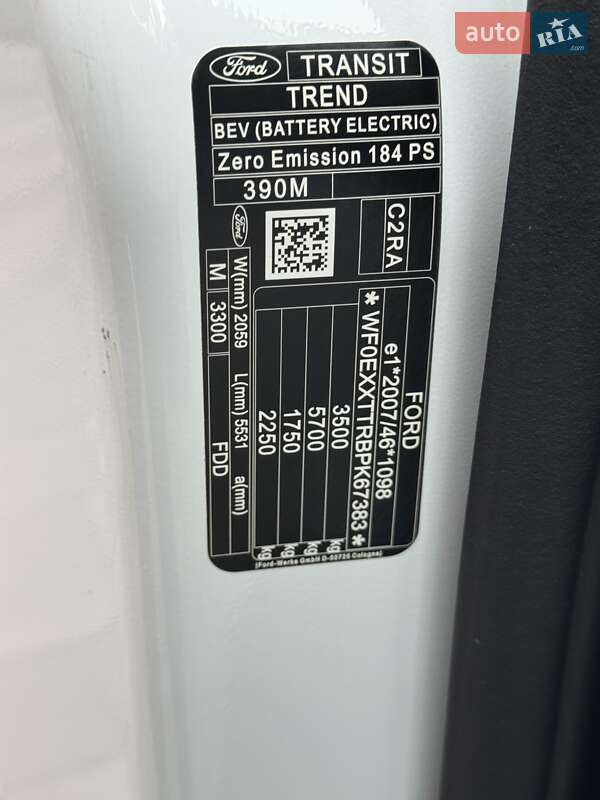 auto RIA.com
Ford TRANSIT
TREND
BEV (BATTERY ELECTRIC)
Zero Emission 184 PS
390M
C2RA
Ford
FORD
e1*2007/46*1098
* WF0EXXTTRBPK67383 *
3500 kg
5700 kg
1750 kg
2250 kg
W(mm) 2059 L(mm) 5531 a(mm)
M 3300 FDD
(Ford-Werke GmbH D-50725 Cologne)